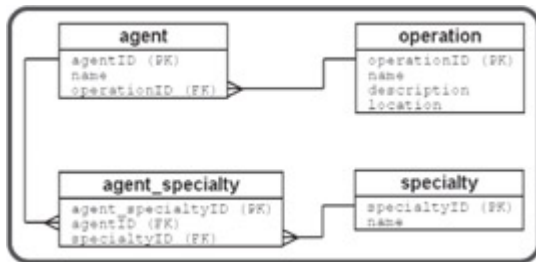 agent
agentID (PK)
name
operationID (FK)
operation
operationID (PK)
name
description
location
agent_specialty
agent_specialtyID (PK)
agentID (FK)
specialtyID (FK)
specialty
specialtyID (PK)
name